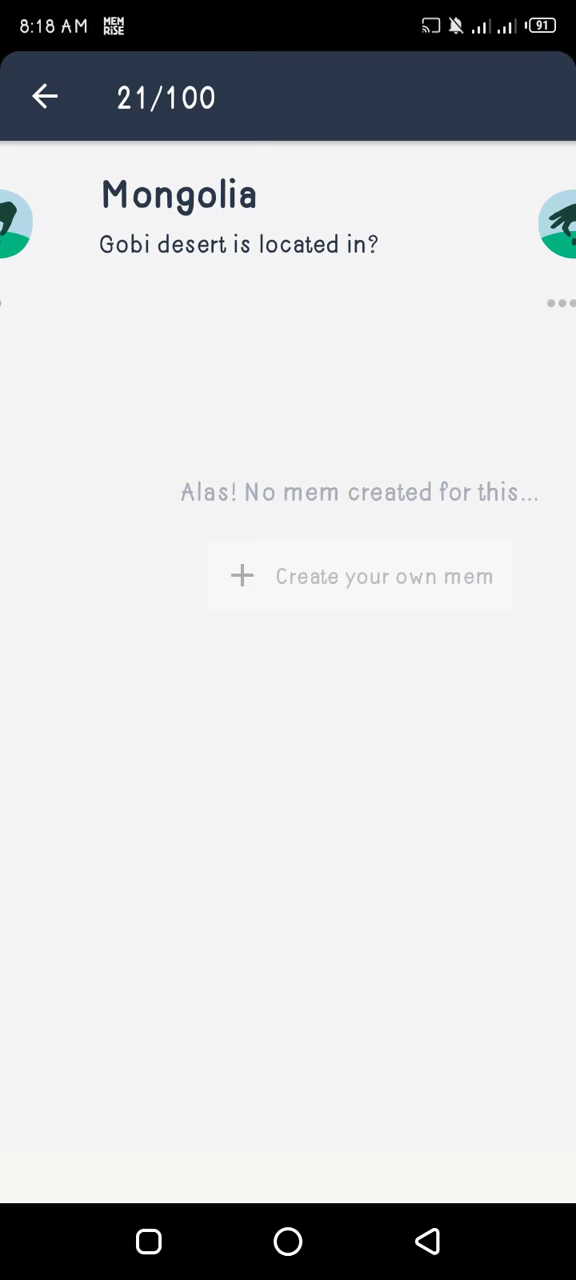 8:18 AM MEM RiSE 91
21/100
Mongolia
Gobi desert is located in?
Alas! No mem created for this...
+ Create your own mem